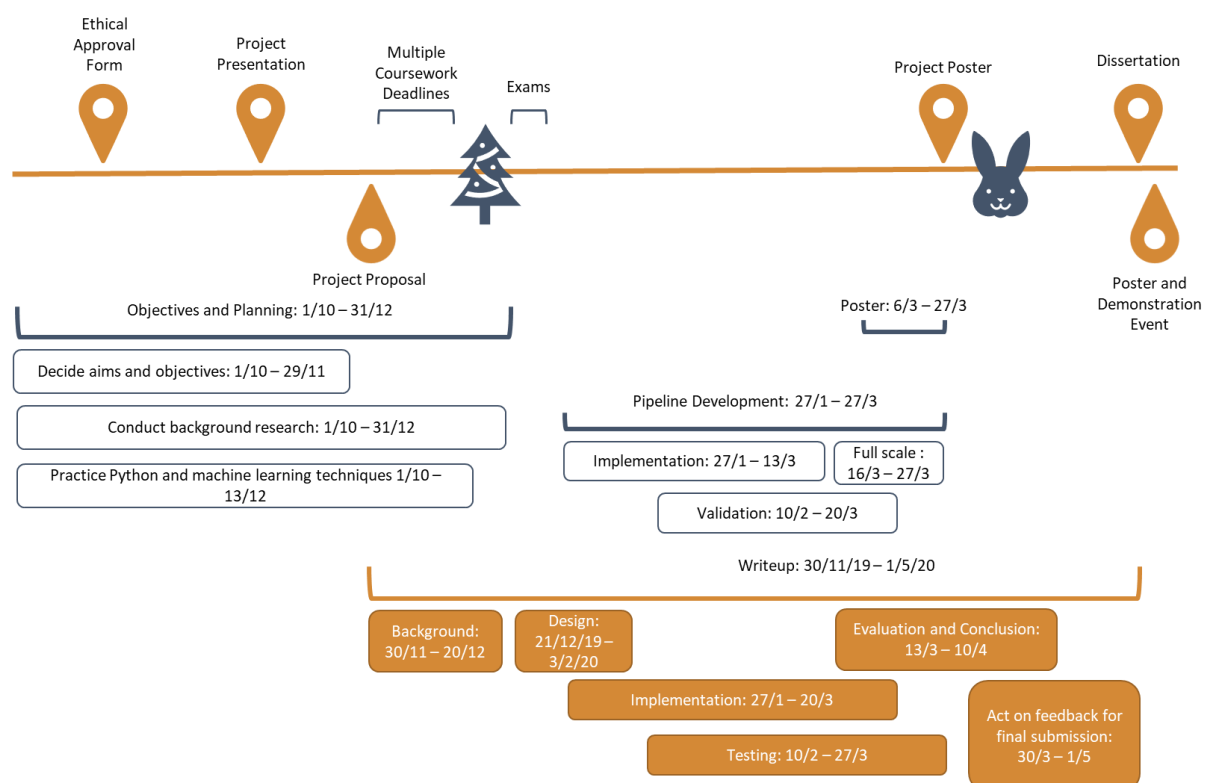 Ethical
Approval
Form
Project
Presentation
Multiple
Coursework
Deadlines
Exams
Project Poster
Dissertation
Project Proposal
Poster and
Demonstration
Event
Objectives and Planning: 1/10 – 31/12
Poster: 6/3 – 27/3
Decide aims and objectives: 1/10 – 29/11
Conduct background research: 1/10 – 31/12
Practice Python and machine learning techniques 1/10 –
13/12
Pipeline Development: 27/1 – 27/3
Implementation: 27/1 – 13/3
Full scale :
16/3 – 27/3
Validation: 10/2 – 20/3
Writeup: 30/11/19 – 1/5/20
Background:
30/11 – 20/12
Design:
21/12/19 –
3/2/20
Evaluation and Conclusion:
13/3 – 10/4
Implementation: 27/1 – 20/3
Act on feedback for
final submission:
30/3 – 1/5
Testing: 10/2 – 27/3